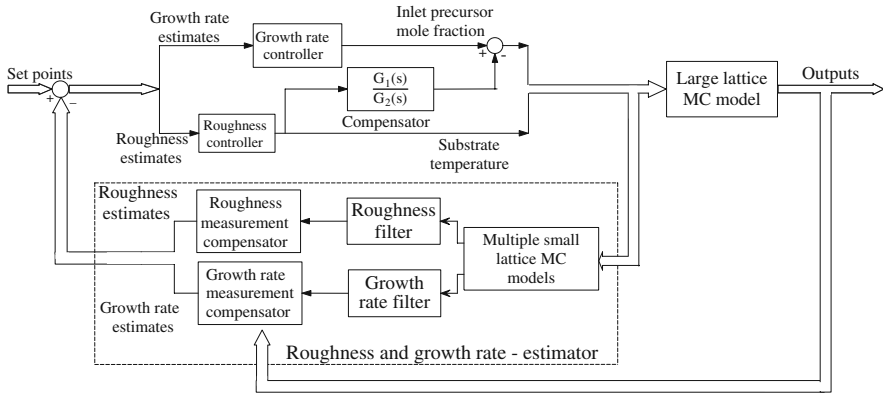 Growth rate
estimates
Growth rate
controller
Inlet precursor
mole fraction
+
-
Set points
+
−
G₁(s)
G₂(s)
Compensator
Large lattice
MC model
Outputs
Roughness
estimates
Roughness
controller
Substrate
temperature
Roughness
estimates
Roughness
measurement
compensator
Roughness
filter
Multiple small
lattice MC
models
Growth rate
measurement
compensator
Growth
rate filter
Growth rate
estimates
Roughness and growth rate - estimator